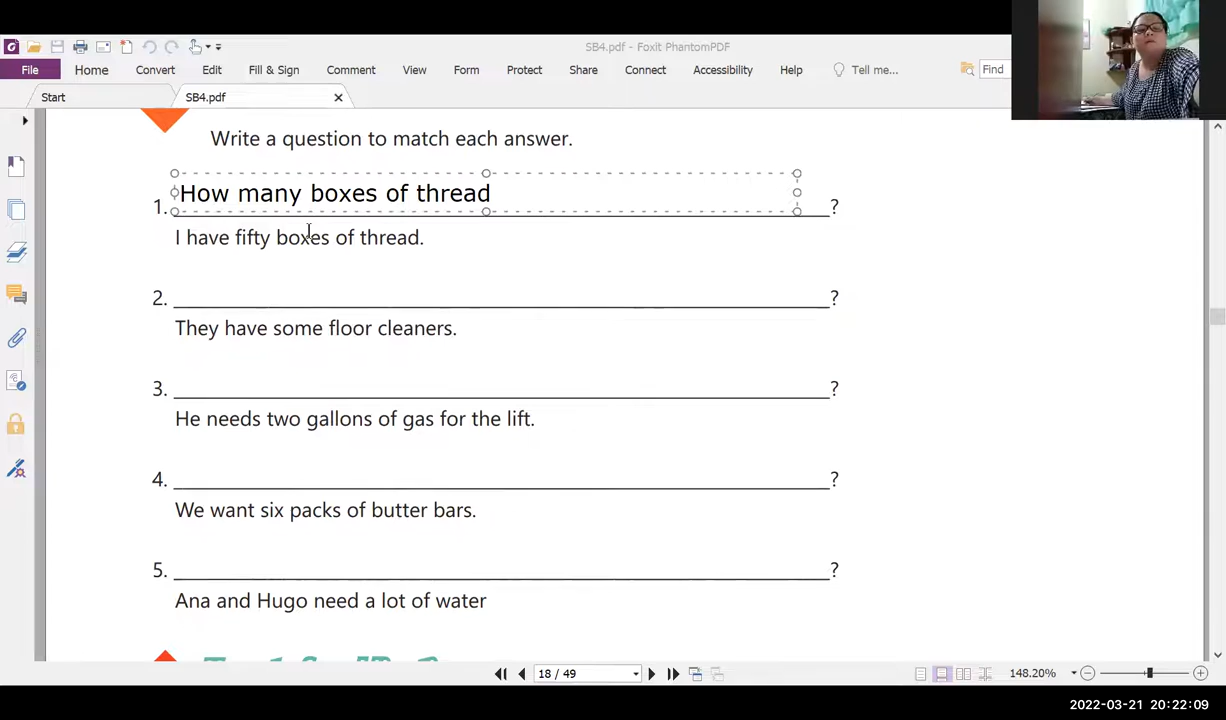 SB4.pdf - Foxit PhantomPDF
File Home Convert Edit Fill & Sign Comment View Form Protect Share Connect Accessibility Help Tell me... Find
Start SB4.pdf
Write a question to match each answer.
How many boxes of thread
1. ?
I have fifty boxes of thread.
2. ?
They have some floor cleaners.
3. ?
He needs two gallons of gas for the lift.
4. ?
We want six packs of butter bars.
5. ?
Ana and Hugo need a lot of water
18 / 49 148.20%
2022-03-21 20:22:09